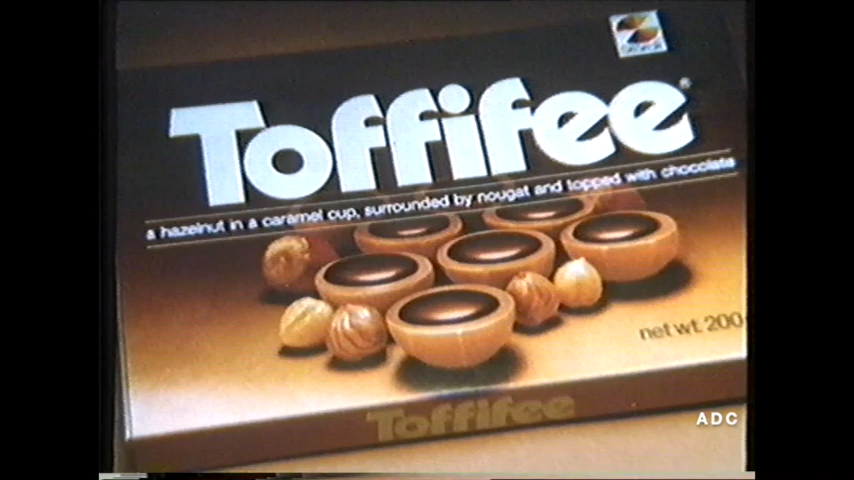 Toffifee®
a hazelnut in a caramel cup, surrounded by nougat and topped with chocolate
net wt. 200
Toffifee
ADC